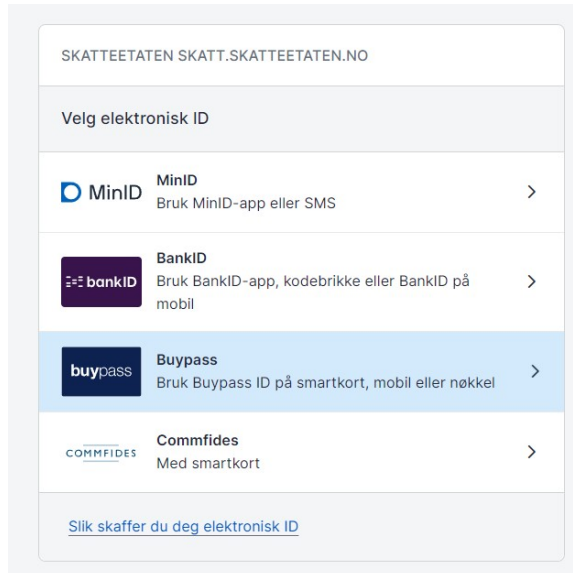 SKATTEETATEN SKATT.SKATTEETATEN.NO
Velg elektronisk ID
MinID
MinID
Bruk MinID-app eller SMS
bankID
BankID
Bruk BankID-app, kodebrikke eller BankID på
mobil
buypass
Buypass
Bruk Buypass ID på smartkort, mobil eller nøkkel
COMMFIDES
Commfides
Med smartkort
Slik skaffer du deg elektronisk ID